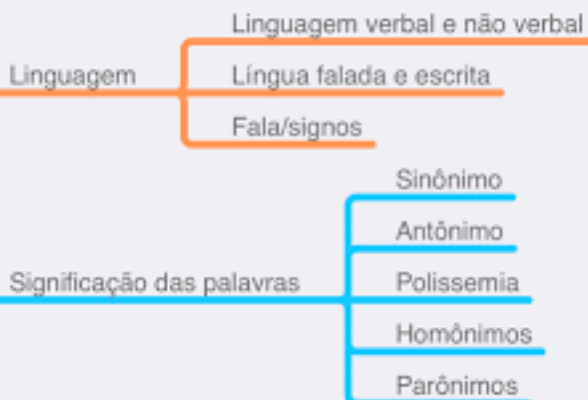 Linguagem verbal e não verbal
Linguagem
Língua falada e escrita
Fala/signos
Sinônimo
Antônimo
Significação das palavras
Polissemia
Homônimos
Parônimos